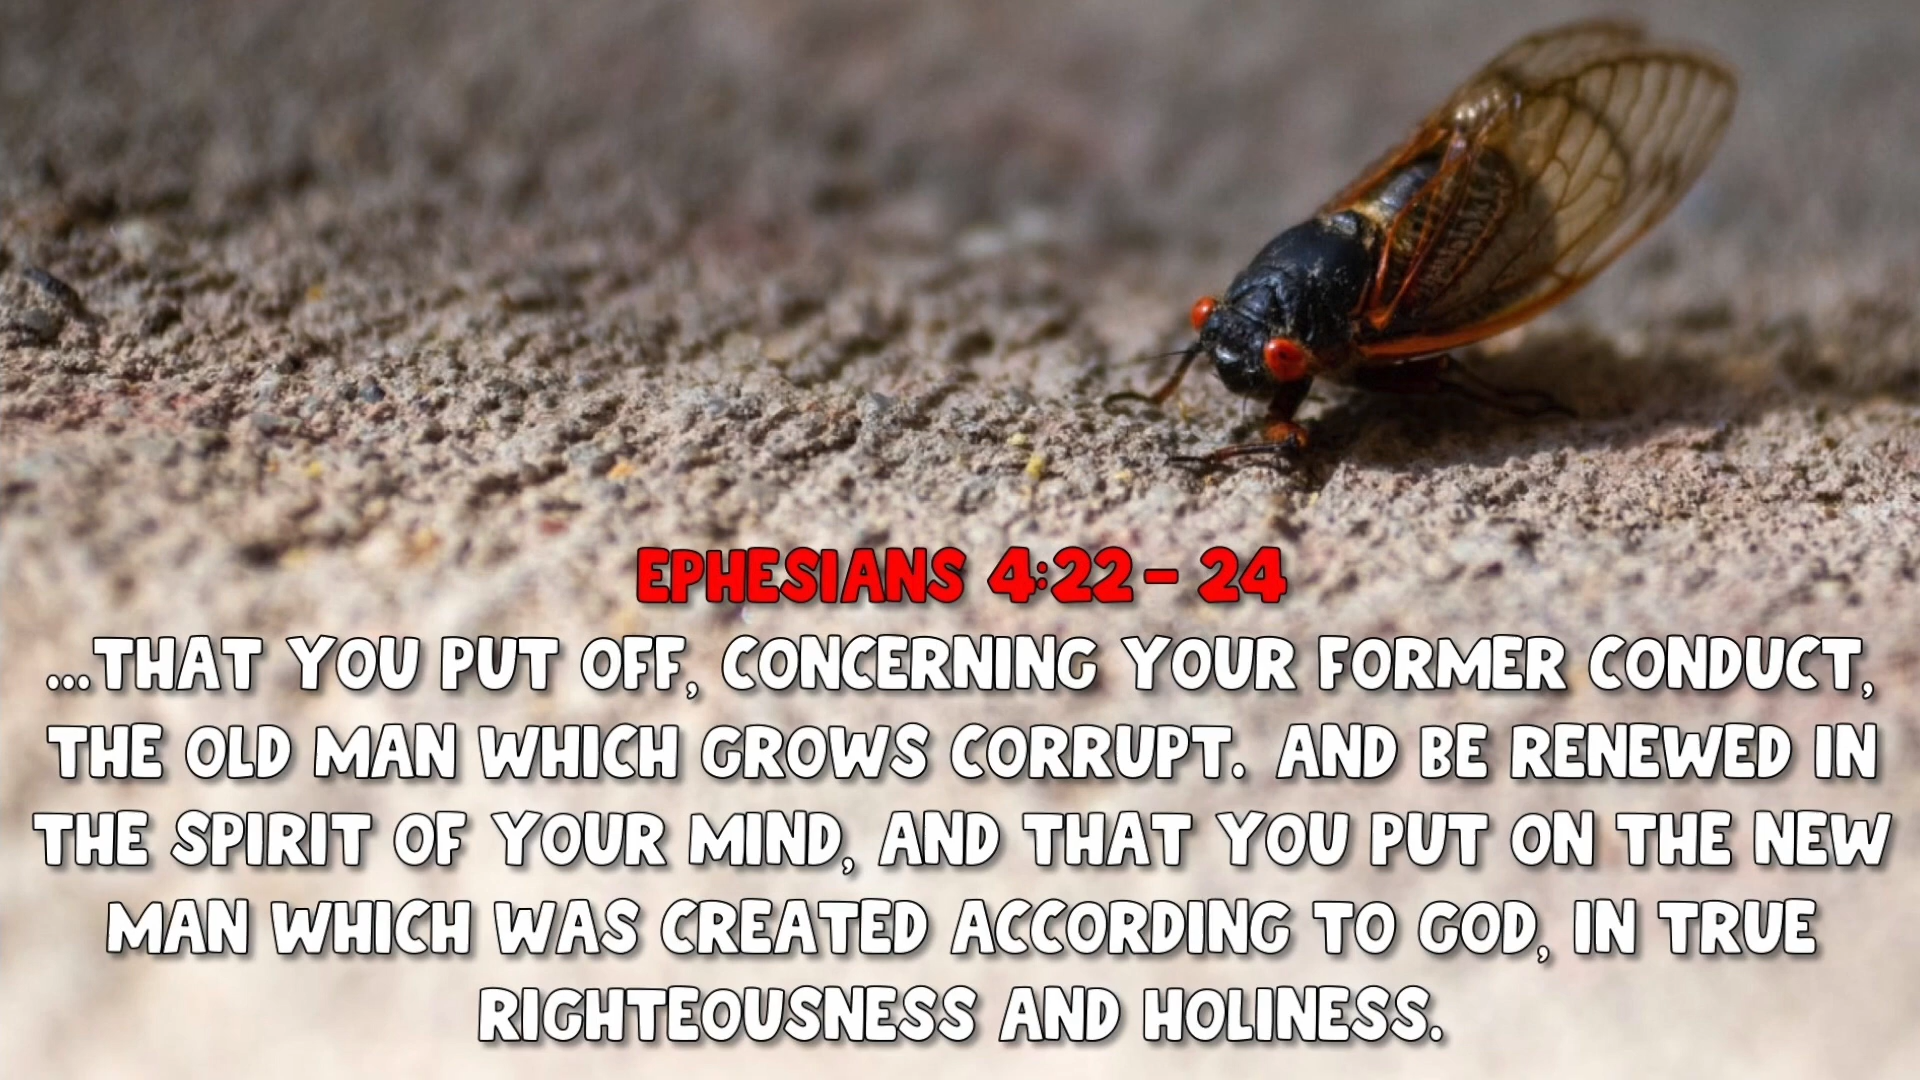 EPHESIANS 4:22 - 24
...THAT YOU PUT OFF, CONCERNING YOUR FORMER CONDUCT,
THE OLD MAN WHICH GROWS CORRUPT. AND BE RENEWED IN
THE SPIRIT OF YOUR MIND, AND THAT YOU PUT ON THE NEW
MAN WHICH WAS CREATED ACCORDING TO GOD, IN TRUE
RIGHTEOUSNESS AND HOLINESS.